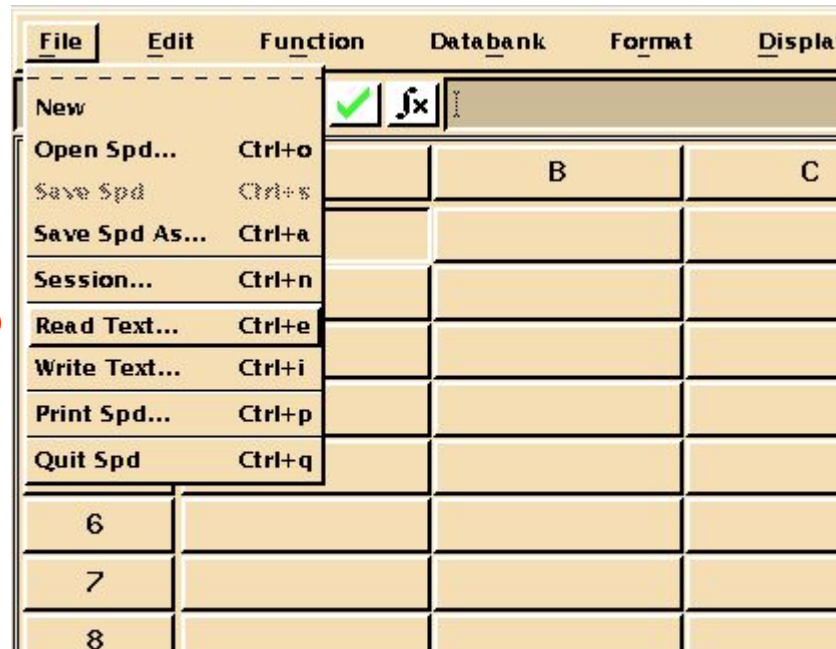 File Edit Function Databank Format Displa
New
fx
Open Spd... Ctrl+o
B C
Save Spd Ctrl+s
Save Spd As... Ctrl+a
Session... Ctrl+n
Read Text... Ctrl+e
Write Text... Ctrl+i
Print Spd... Ctrl+p
Quit Spd Ctrl+q
6
7
8